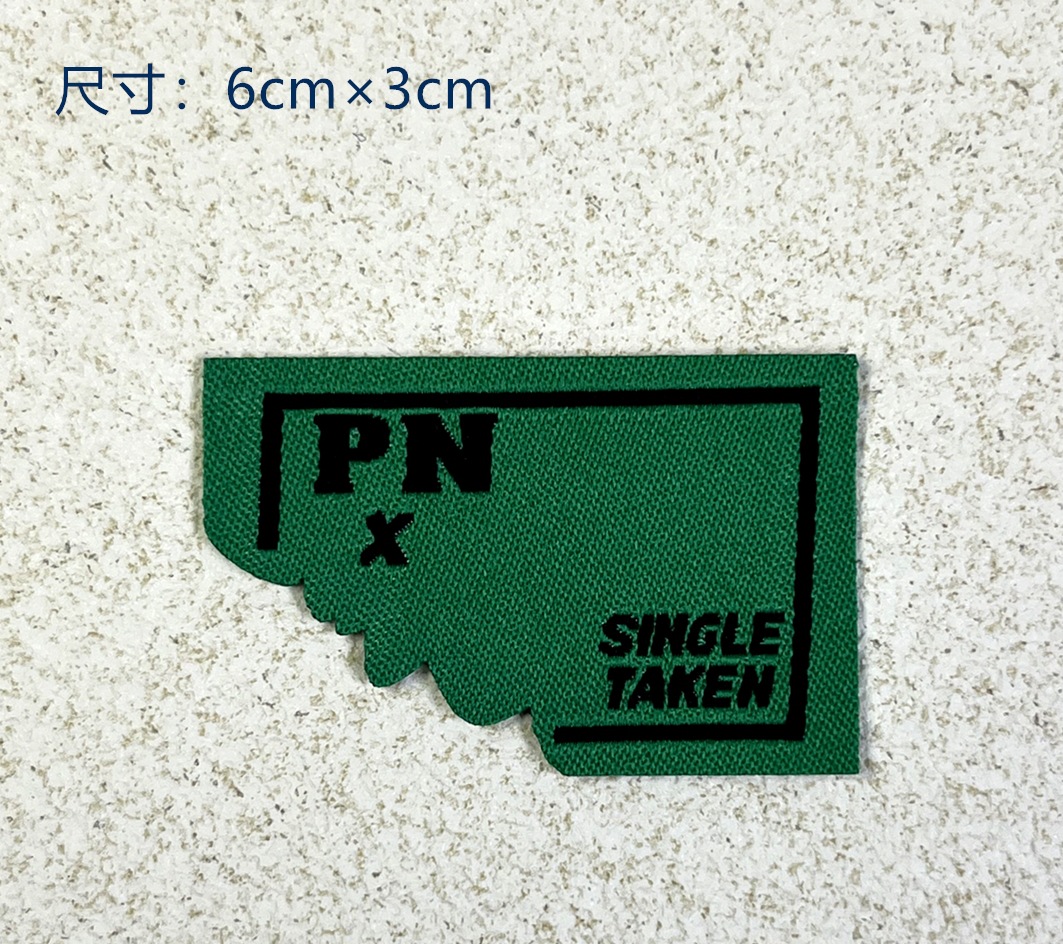 尺寸：6cm×3cm
PN
x
SINGLE
TAKEN